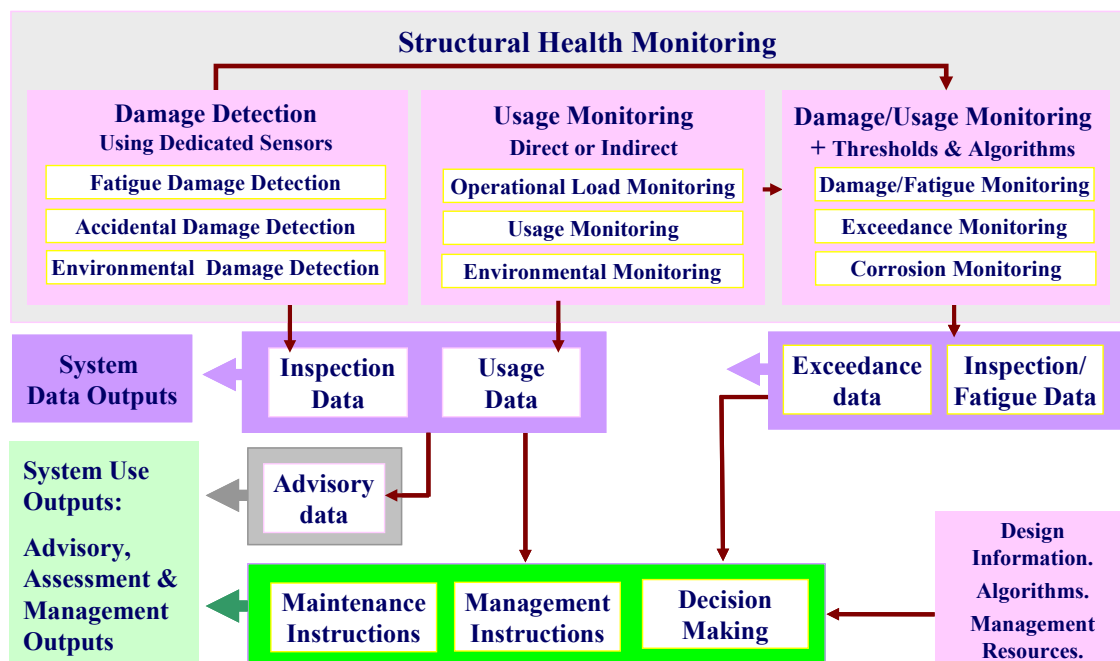 Structural Health Monitoring
Damage Detection
Using Dedicated Sensors
Fatigue Damage Detection
Accidental Damage Detection
Environmental Damage Detection
Usage Monitoring
Direct or Indirect
Operational Load Monitoring
Usage Monitoring
Environmental Monitoring
Damage/Usage Monitoring
+ Thresholds & Algorithms
Damage/Fatigue Monitoring
Exceedance Monitoring
Corrosion Monitoring
System
Data Outputs
Inspection
Data
Usage
Data
Exceedance
data
Inspection/
Fatigue Data
System Use
Outputs:
Advisory,
Assessment &
Management
Outputs
Advisory
data
Maintenance
Instructions
Management
Instructions
Decision
Making
Design
Information.
Algorithms.
Management
Resources.